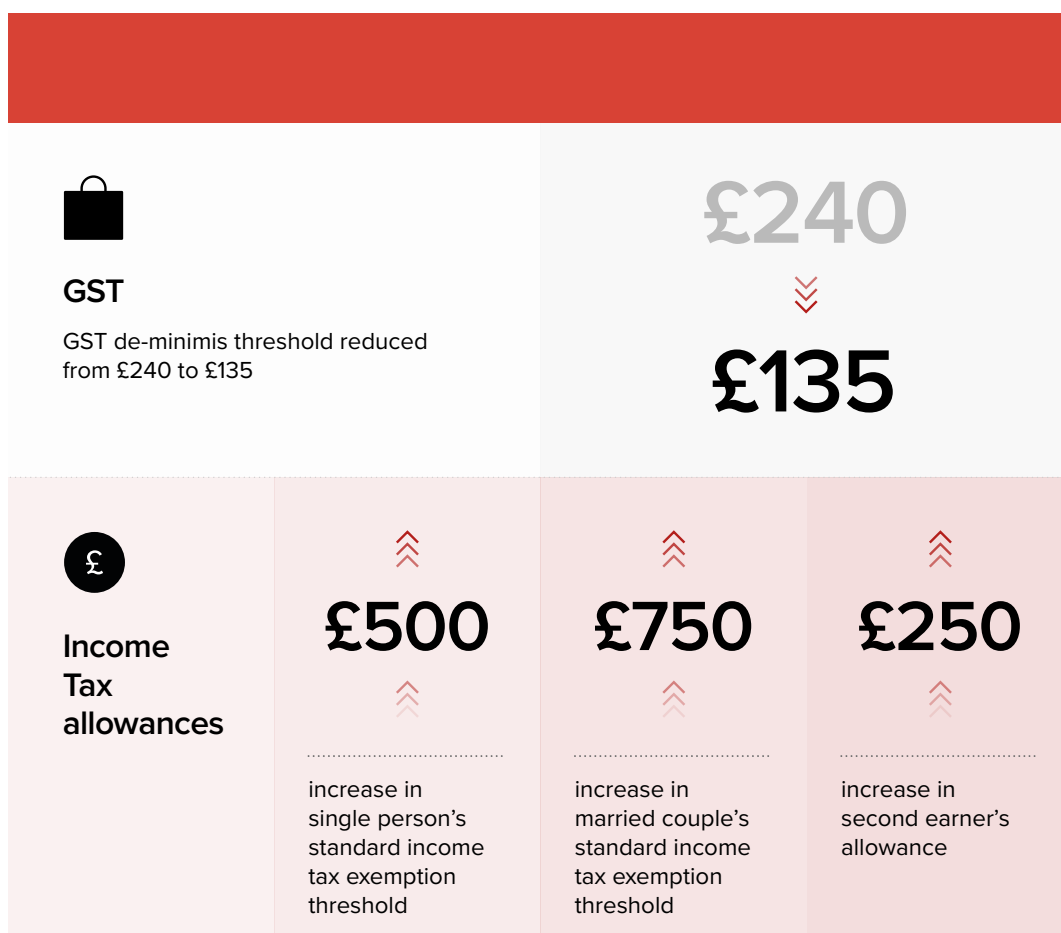 GST
GST de-minimis threshold reduced
from £240 to £135
£240
£135
£
Income
Tax
allowances
£500
increase in
single person’s
standard income
tax exemption
threshold
£750
increase in
married couple’s
standard income
tax exemption
threshold
£250
increase in
second earner’s
allowance